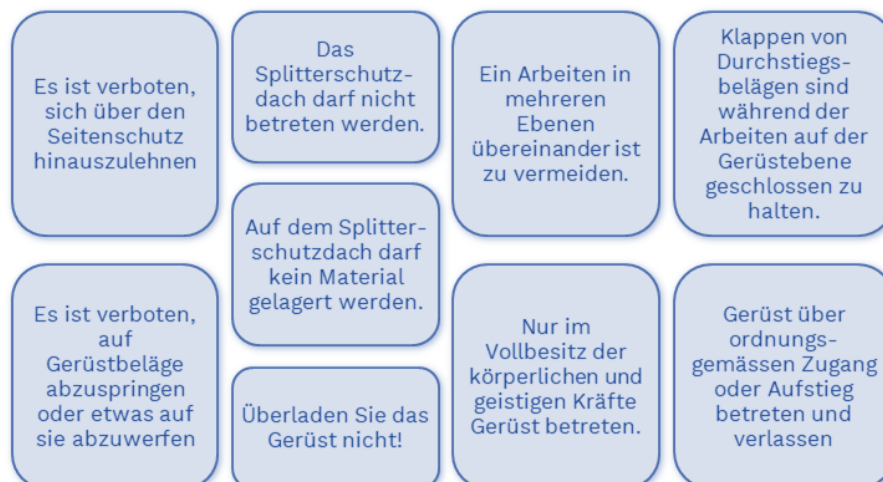 Es ist verboten,
sich über den
Seitenschutz
hinauszulehnen
Das
Splitterschutz-
dach darf nicht
betreten werden.
Ein Arbeiten in
mehreren
Ebenen
übereinander ist
zu vermeiden.
Klappen von
Durchstiegs-
belägen sind
während der
Arbeiten auf der
Gerüstebene
geschlossen zu
halten.
Auf dem Splitter-
schutzdach darf
kein Material
gelagert werden.
Es ist verboten,
auf
Gerüstbeläge
abzuspringen
oder etwas auf
sie abzuwerfen
Überladen Sie das
Gerüst nicht!
Nur im
Vollbesitz der
körperlichen und
geistigen Kräfte
Gerüst betreten.
Gerüst über
ordnungs-
gemässen Zugang
oder Aufstieg
betreten und
verlassen